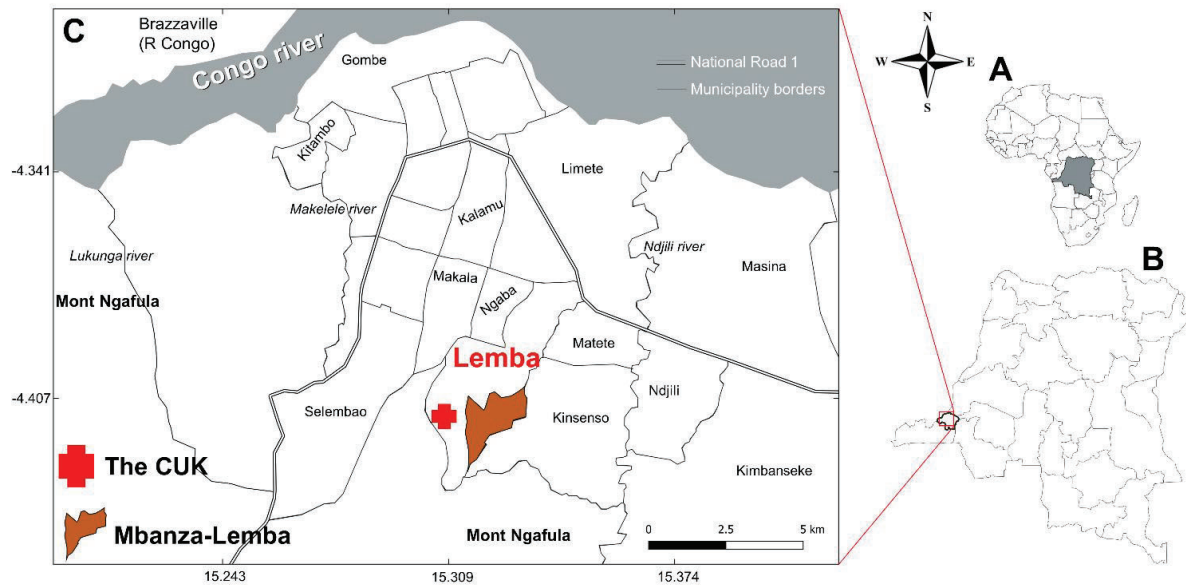 C
Brazzaville
(R Congo)
Congo river
Gombe
National Road 1
Municipality borders
N
W
E
S
A
Kitambo
Limete
-4.341
Makelele river
Kalamu
Lukunga river
Ndjili river
Masina
Makala
B
Mont Ngafula
Ngaba
Matete
Lemba
Ndjili
-4.407
Selembao
Kinsenso
The CUK
Kimbanseke
Mbanza-Lemba
Mont Ngafula
0 2.5 5 km
15.243 15.309 15.374